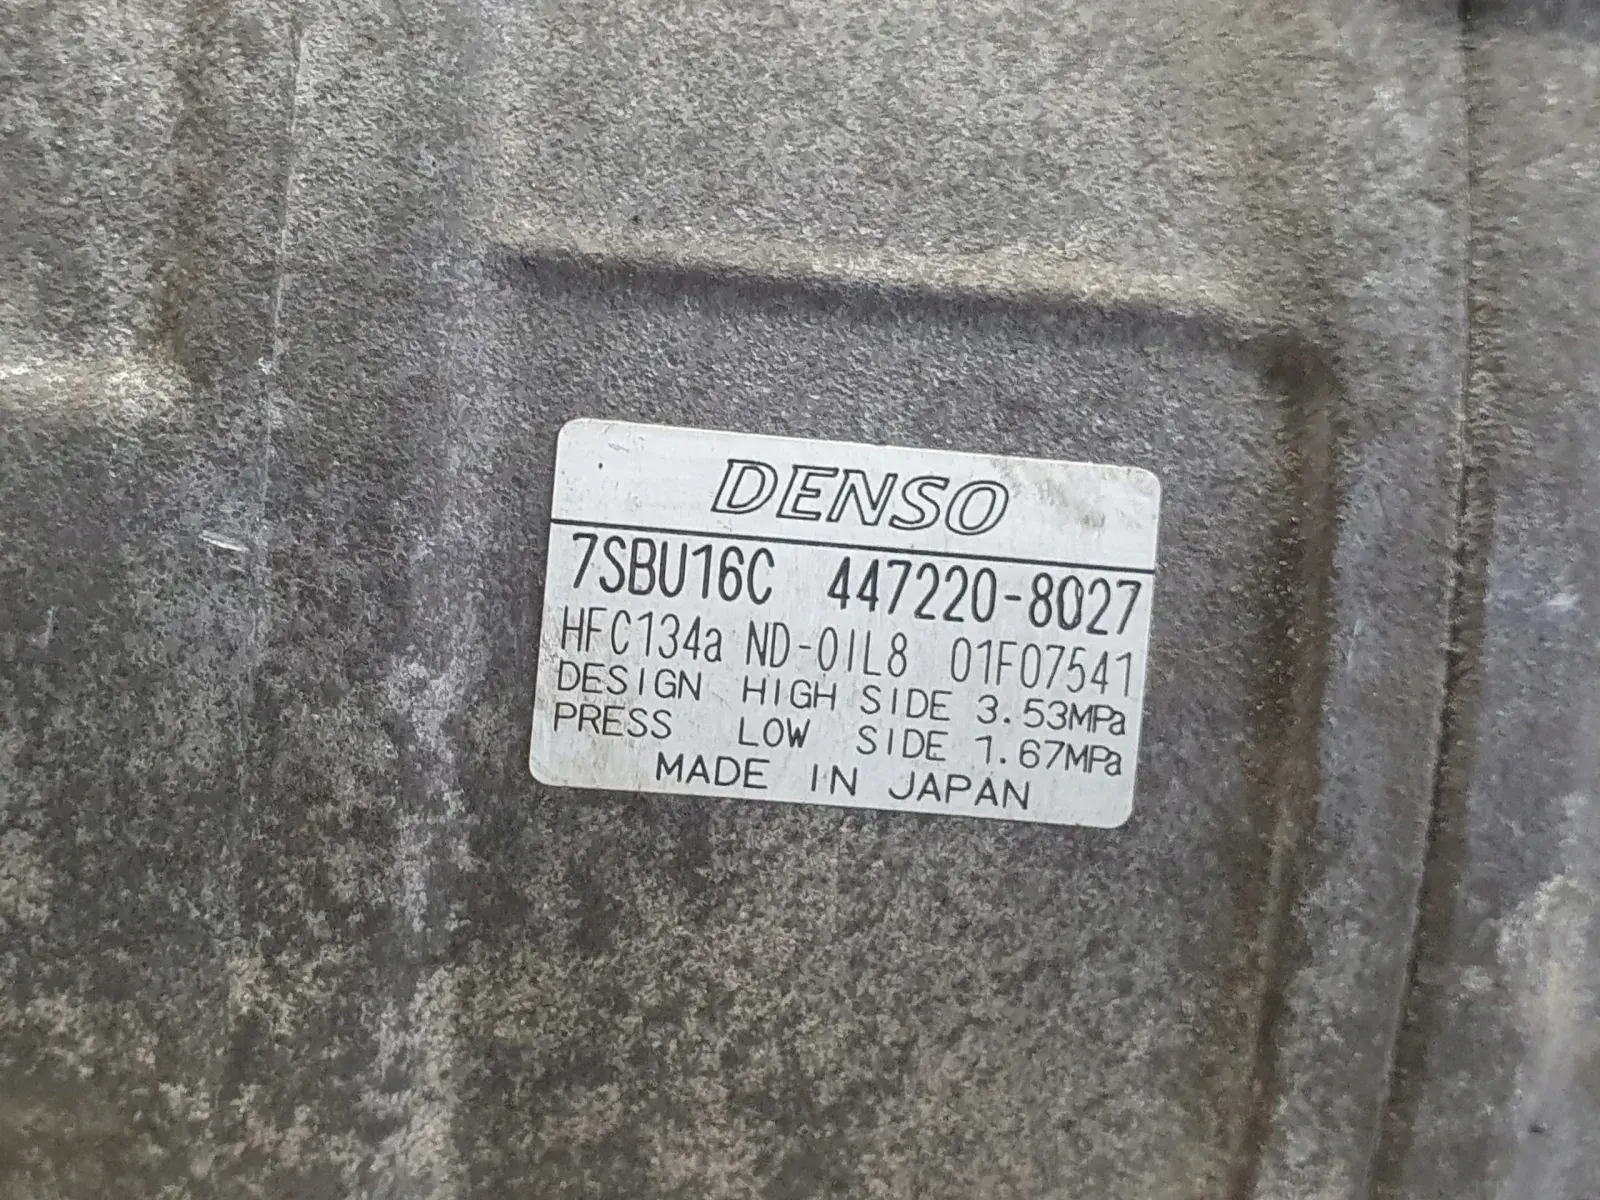 DENSO
7SBU16C 447220-8027
HFC134a ND-OIL8 01F07541
DESIGN HIGH SIDE 3.53MPa
PRESS LOW SIDE 1.67MPa
MADE IN JAPAN